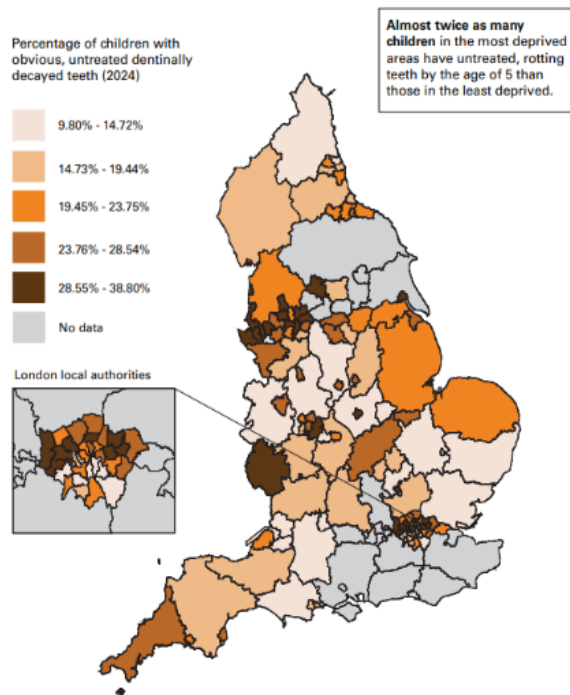 Percentage of children with
obvious, untreated dentinally
decayed teeth (2024)
9.80% - 14.72%
14.73% - 19.44%
19.45% - 23.75%
23.76% - 28.54%
28.55% - 38.80%
No data
London local authorities
Almost twice as many
children in the most deprived
areas have untreated, rotting
teeth by the age of 5 than
those in the least deprived.